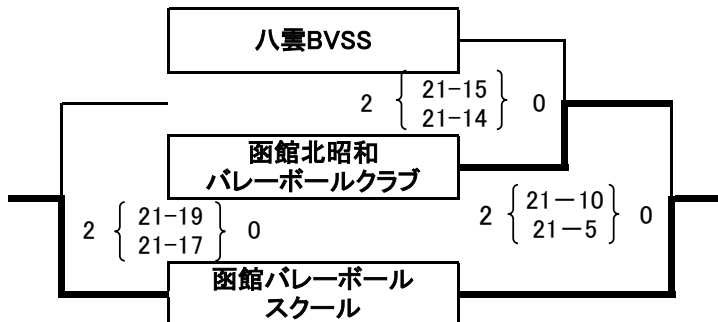 八雲BVSS
2 { 21-15 } 0
21-14
函館北昭和
バレーボールクラブ
2 { 21-19 } 0
21-17
2 { 21-10 } 0
21-5
函館バレーボール
スクール